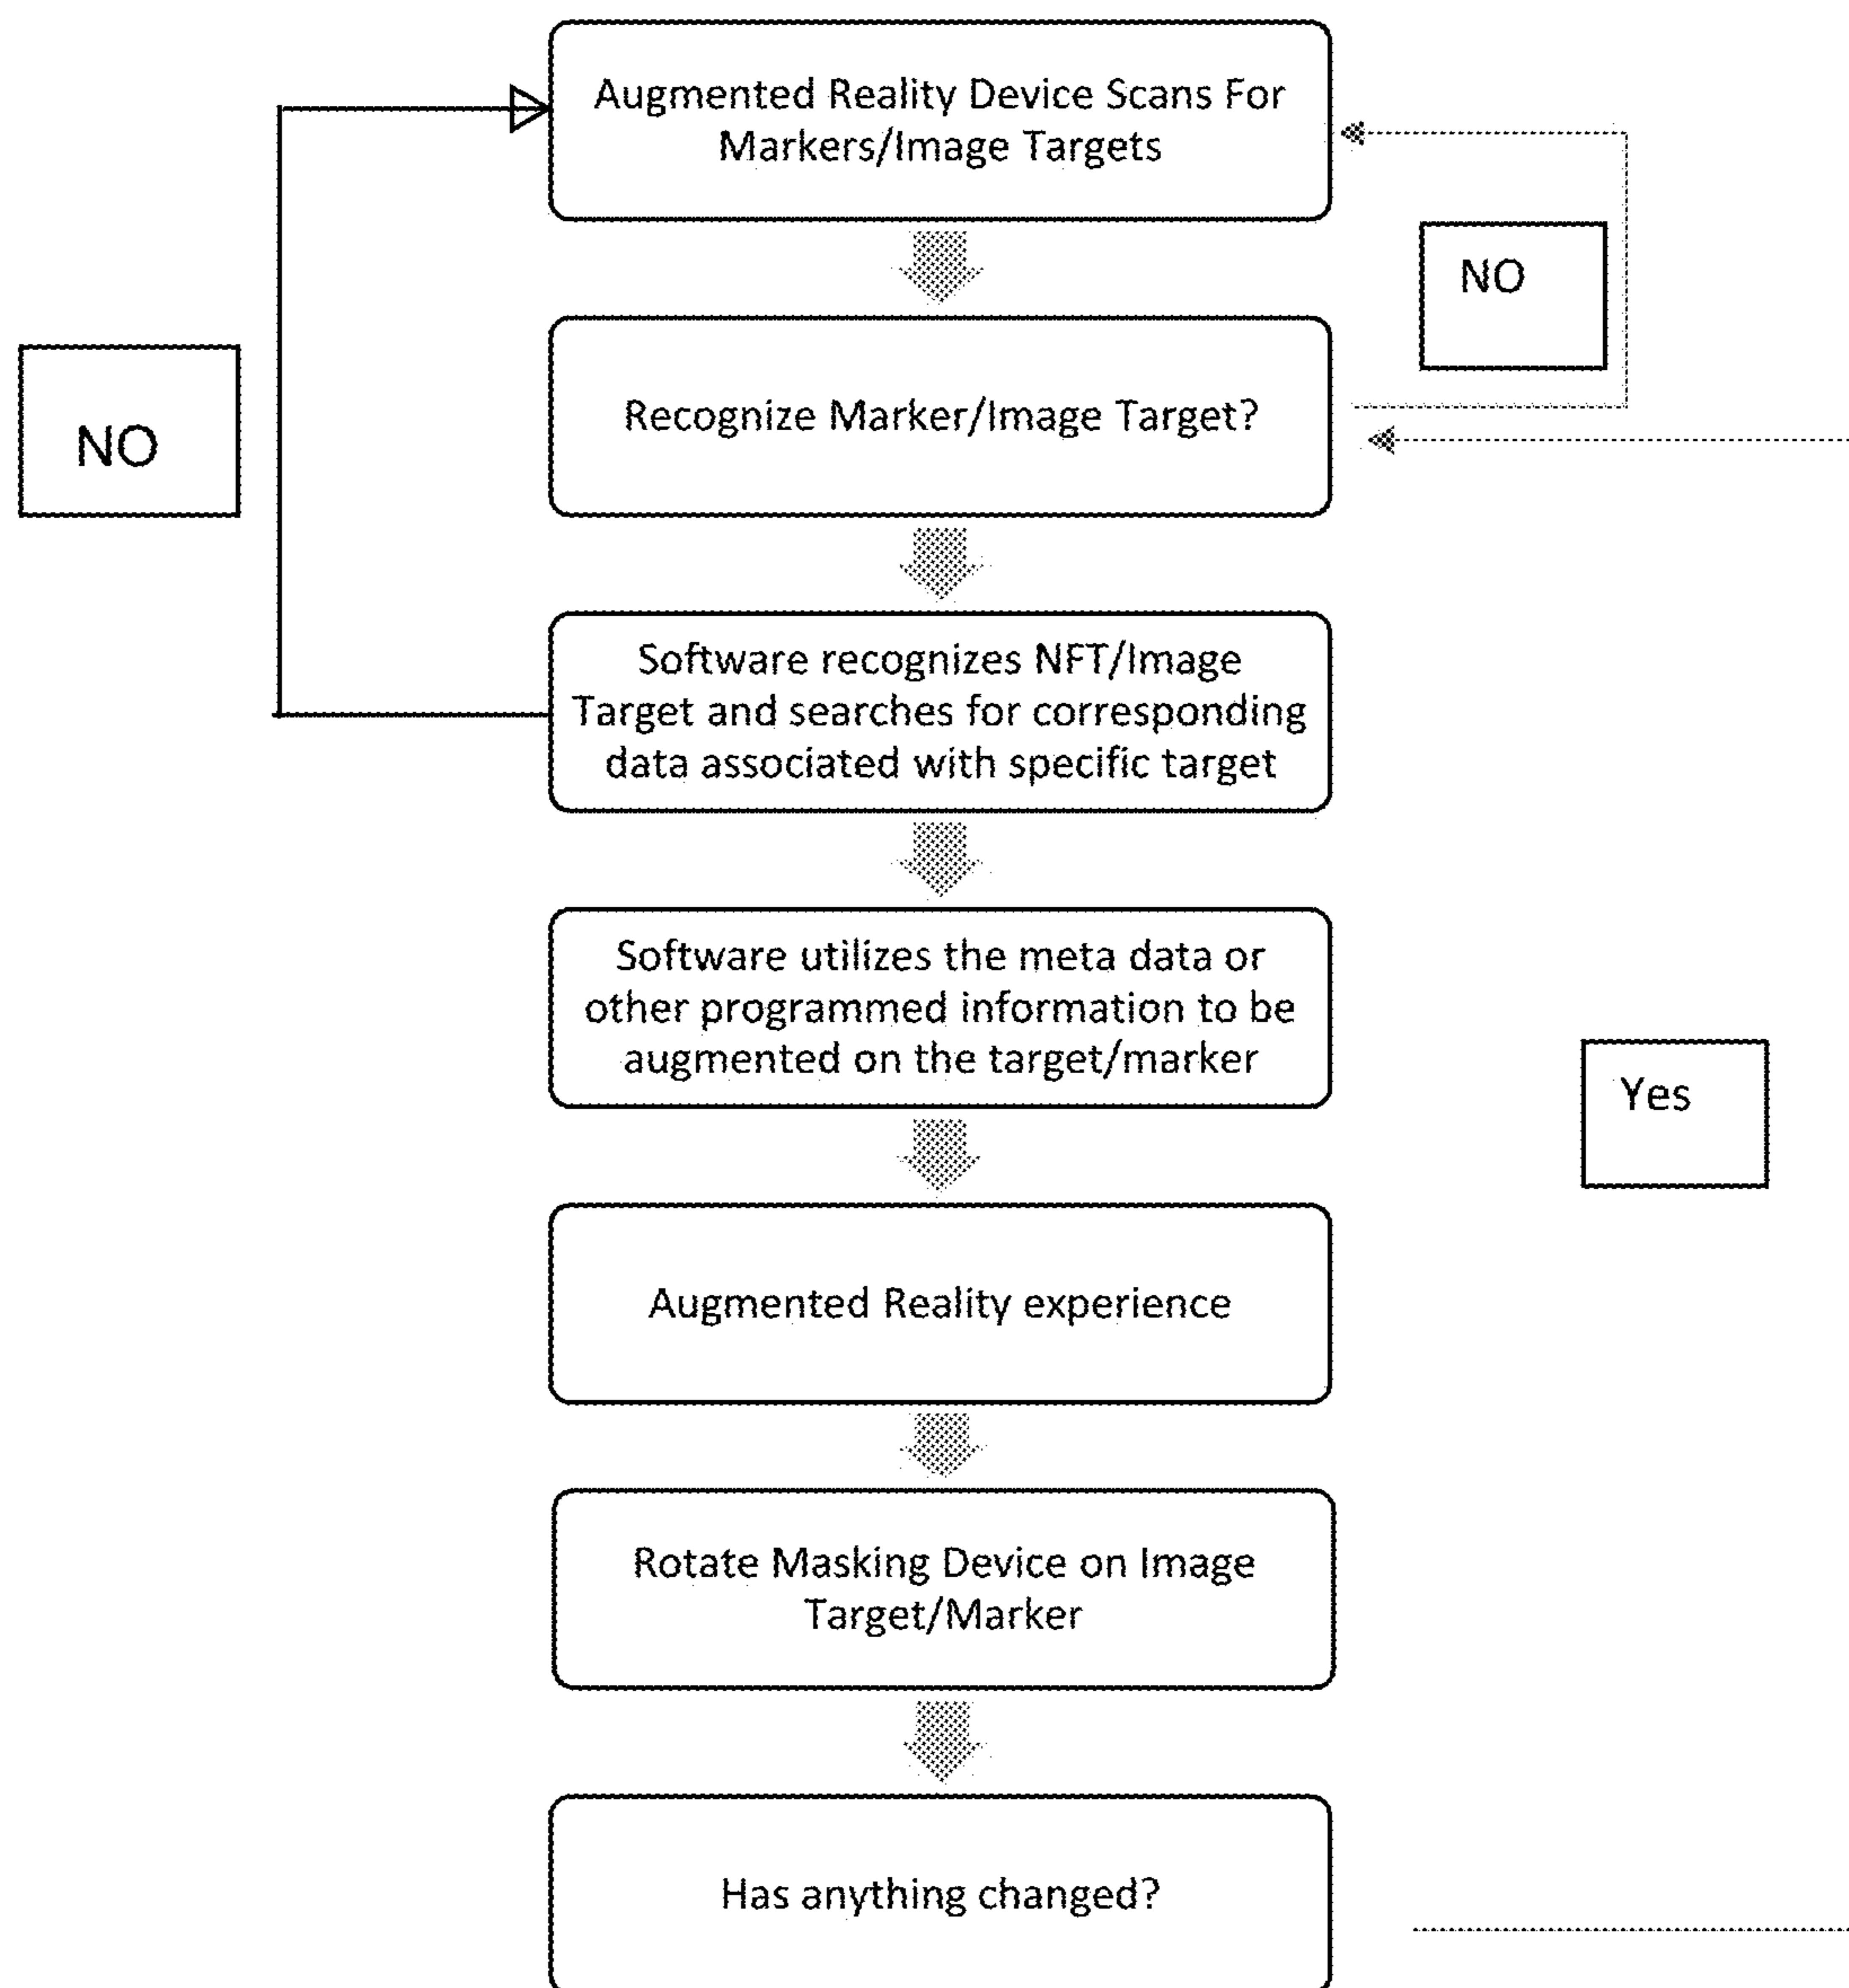 Augmented Reality Device Scans For
Markers/Image Targets
NO
Recognize Marker/Image Target?
NO
Software recognizes NFT/Image
Target and searches for corresponding
data associated with specific target
Software utilizes the meta data or
other programmed information to be
augmented on the target/marker
Yes
Augmented Reality experience
Rotate Masking Device on Image
Target/Marker
Has anything changed?